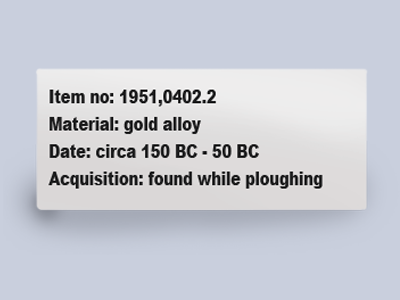 Item no: 1951,0402.2
Material: gold alloy
Date: circa 150 BC - 50 BC
Acquisition: found while ploughing